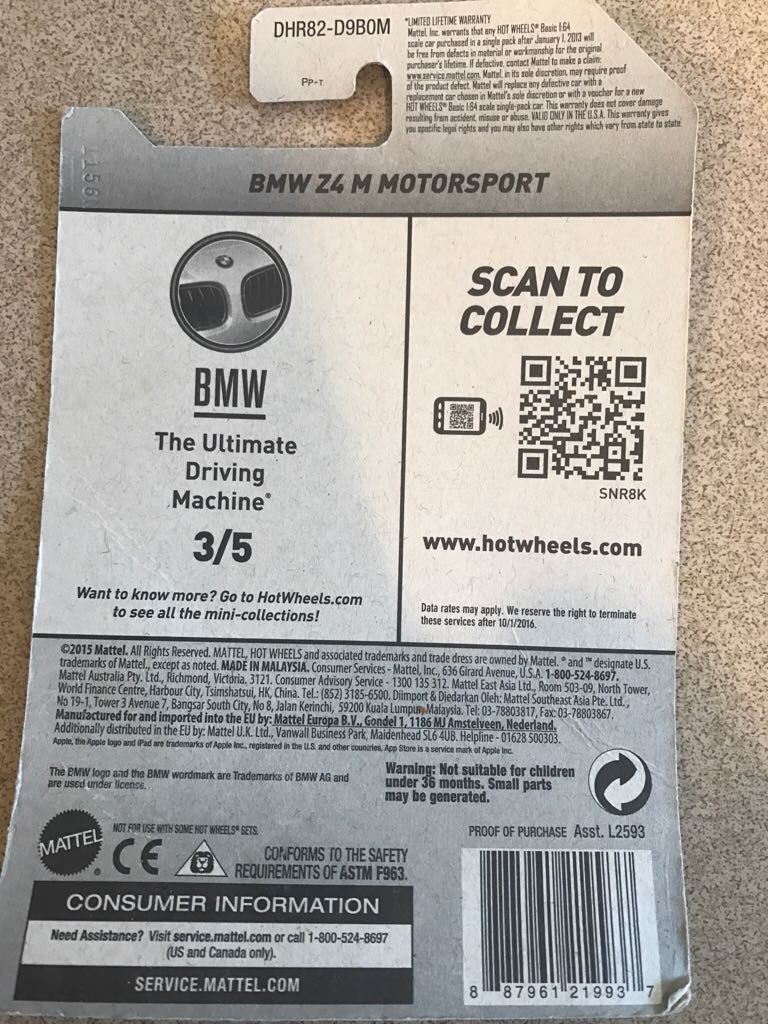 DHR82-D9B0M
PP-T
*LIMITED LIFETIME WARRANTY
Mattel, Inc. warrants that any HOT WHEELS® Basic 1:64
scale car purchased in a single pack after January 1, 2013 will
be free from defects in material or workmanship for the original
purchaser's lifetime. If defective, contact Mattel to make a claim:
www.service.mattel.com. Mattel, in its sole discretion, may require proof
of the product defect. Mattel will replace any defective car with a
replacement car chosen in Mattel's sole discretion or with a voucher for a new
HOT WHEELS® Basic 1:64 scale single-pack car. This warranty does not cover damage
resulting from accident, misuse or abuse. VALID ONLY IN THE U.S.A. This warranty gives
you specific legal rights and you may also have other rights which vary from state to state.
BMW Z4 M MOTORSPORT
BMW
The Ultimate
Driving
Machine®
3/5
Want to know more? Go to HotWheels.com
to see all the mini-collections!
SCAN TO
COLLECT
SNR8K
www.hotwheels.com
Data rates may apply. We reserve the right to terminate
these services after 10/1/2016.
©2015 Mattel. All Rights Reserved. MATTEL, HOT WHEELS and associated trademarks and trade dress are owned by Mattel. ® and ™ designate U.S.
trademarks of Mattel, except as noted. MADE IN MALAYSIA. Consumer Services - Mattel, Inc., 636 Girard Avenue, U.S.A. 1-800-524-8697.
Mattel Australia Pty. Ltd., Richmond, Victoria. 3121. Consumer Advisory Service - 1300 135 312. Mattel East Asia Ltd., Room 503-09, North Tower,
World Finance Centre, Harbour City, Tsimshatsui, HK, China. Tel.: (852) 3185-6500. Diimport & Diedarkan Oleh: Mattel Southeast Asia Pte. Ltd.,
No 19-1, Tower 3 Avenue 7, Bangsar South City, No 8, Jalan Kerinchi, 59200 Kuala Lumpur, Malaysia. Tel: 03-78803817, Fax: 03-78803867.
Manufactured for and imported into the EU by: Mattel Europa B.V., Gondel 1, 1186 MJ Amstelveen, Nederland.
Additionally distributed in the EU by: Mattel U.K. Ltd., Vanwall Business Park, Maidenhead SL6 4UB. Helpline - 01628 500303.
Apple, the Apple logo and iPad are trademarks of Apple Inc., registered in the U.S. and other countries. App Store is a service mark of Apple Inc.
The BMW logo and the BMW wordmark are Trademarks of BMW AG and
are used under license.
Warning: Not suitable for children
under 36 months. Small parts
may be generated.
MATTEL
NOT FOR USE WITH SOME HOT WHEELS® SETS.
CE
CONFORMS TO THE SAFETY
REQUIREMENTS OF ASTM F963.
PROOF OF PURCHASE Asst. L2593
CONSUMER INFORMATION
Need Assistance? Visit service.mattel.com or call 1-800-524-8697
(US and Canada only).
SERVICE.MATTEL.COM
8 87961 21993 7